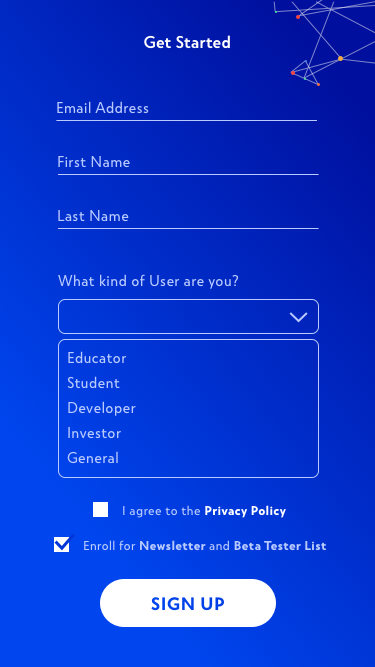 Get Started
Email Address
First Name
Last Name
What kind of User are you?
Educator
Student
Developer
Investor
General
I agree to the Privacy Policy
Enroll for Newsletter and Beta Tester List
SIGN UP